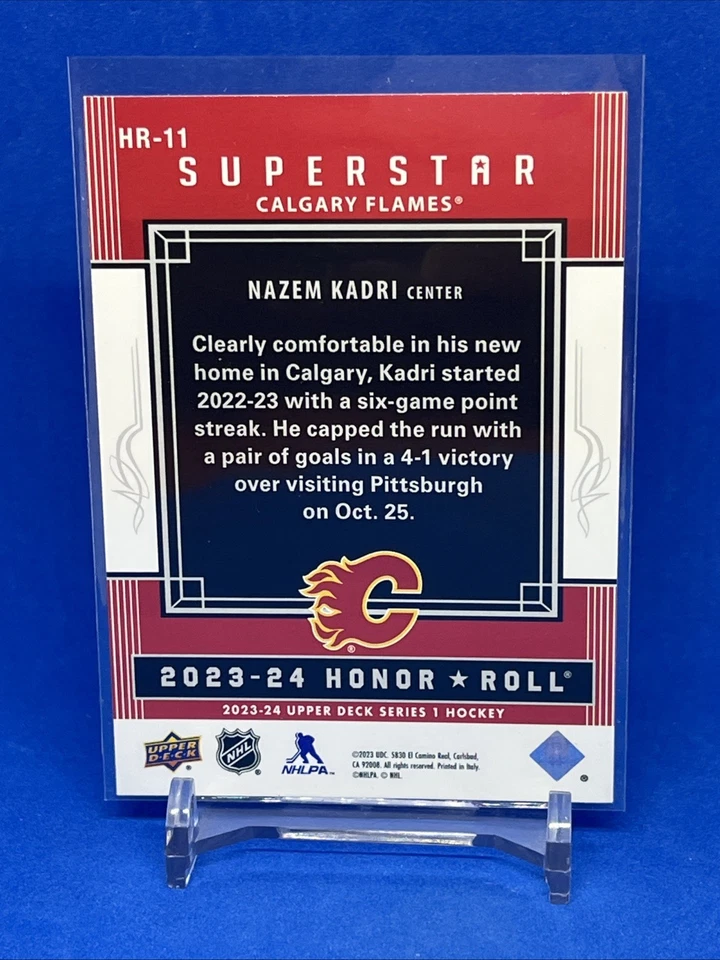 HR-11
SUPERSTAR
CALGARY FLAMES®
NAZEM KADRI CENTER
Clearly comfortable in his new
home in Calgary, Kadri started
2022-23 with a six-game point
streak. He capped the run with
a pair of goals in a 4-1 victory
over visiting Pittsburgh
on Oct. 25.
C
®
2023-24 HONOR ★ ROLL®
2023-24 UPPER DECK SERIES 1 HOCKEY
UPPER
DECK
®
NHL
®
NHLPA™
©2023 UDC. 5830 El Camino Real, Carlsbad,
CA 92008. All rights reserved. Printed in Italy.
©NHLPA. © NHL.
®